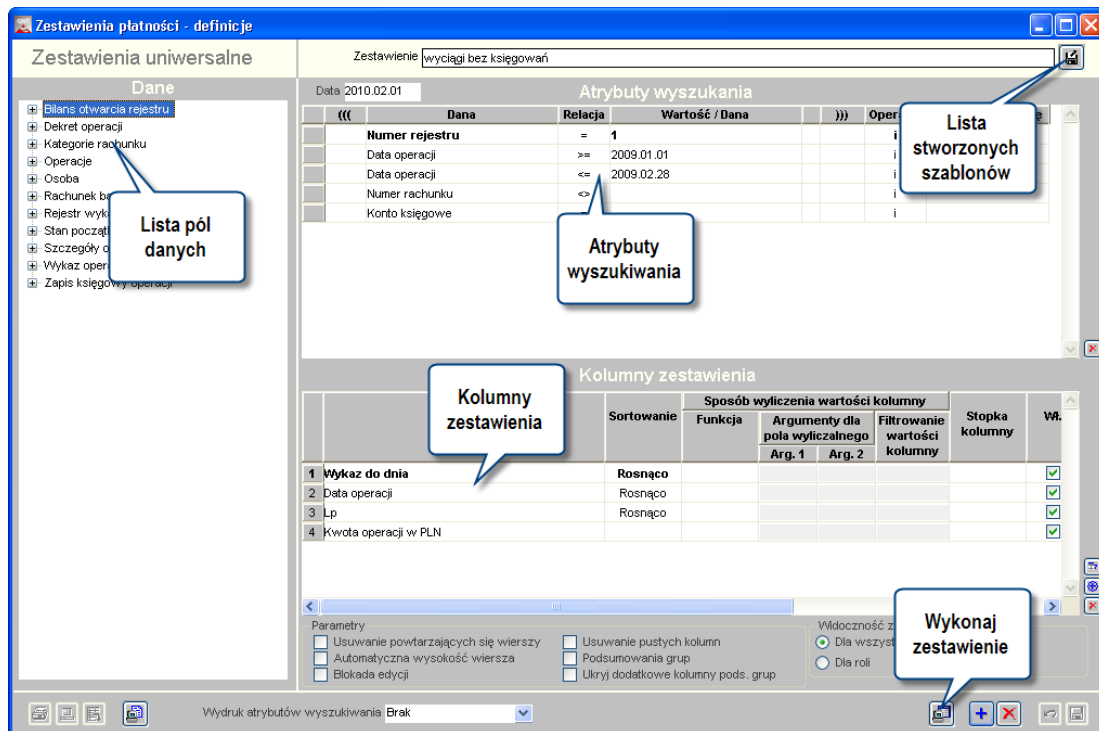 Zestawienia płatności - definicje
Zestawienia uniwersalne
Zestawienie wyciągi bez księgowań
Dane
Bilans otwarcia rejestru
Dekret operacji
Kategorie rachunku
Operacje
Osoba
Rachunek
Rejestr
Stan
Szczegóły
Wykaz
Zapis księgowy operacji
Lista pól
danych
Data 2010.02.01
Atrybuty wyszukania
((( Dana Relacja Wartość / Dana )))
Numer rejestru = 1 i
Data operacji >= 2009.01.01 i
Data operacji <= 2009.02.28 i
Numer rachunku <> i
Konto księgowe i
Lista
stworzonych
szablonów
Atrybuty
wyszukiwania
Kolumny zestawienia
Kolumny
zestawienia
Sortowanie
Sposób wyliczenia wartości kolumny
Funkcja
Argumenty dla
pola wyliczalnego
Arg. 1 Arg. 2
Filtrowanie
wartości
kolumny
Stopka
kolumny
Wł.
1 Wykaz do dnia Rosnąco
2 Data operacji Rosnąco
3 Lp Rosnąco
4 Kwota operacji w PLN
Parametry
Usuwanie powtarzających się wierszy
Automatyczna wysokość wiersza
Blokada edycji
Usuwanie pustych kolumn
Podsumowania grup
Ukryj dodatkowe kolumny pods. grup
Widoczność
Dla
Dla roli
Wykonaj
zestawienie
Wydruk atrybutów wyszukiwania Brak